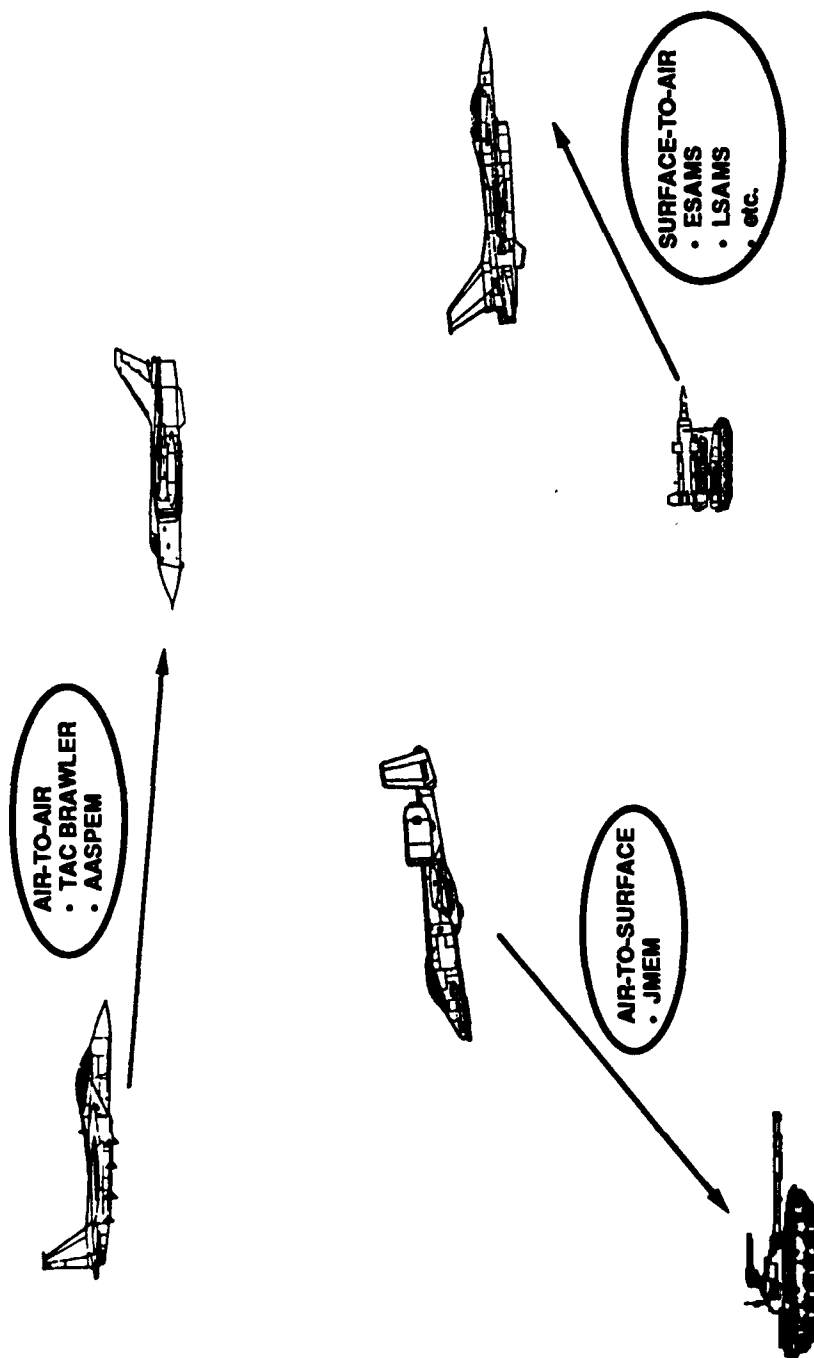 AIR-TO-AIR
• TAC BRAWLER
• AASPEM
AIR-TO-SURFACE
• JMEM
SURFACE-TO-AIR
• ESAMS
• LSAMS
• etc.